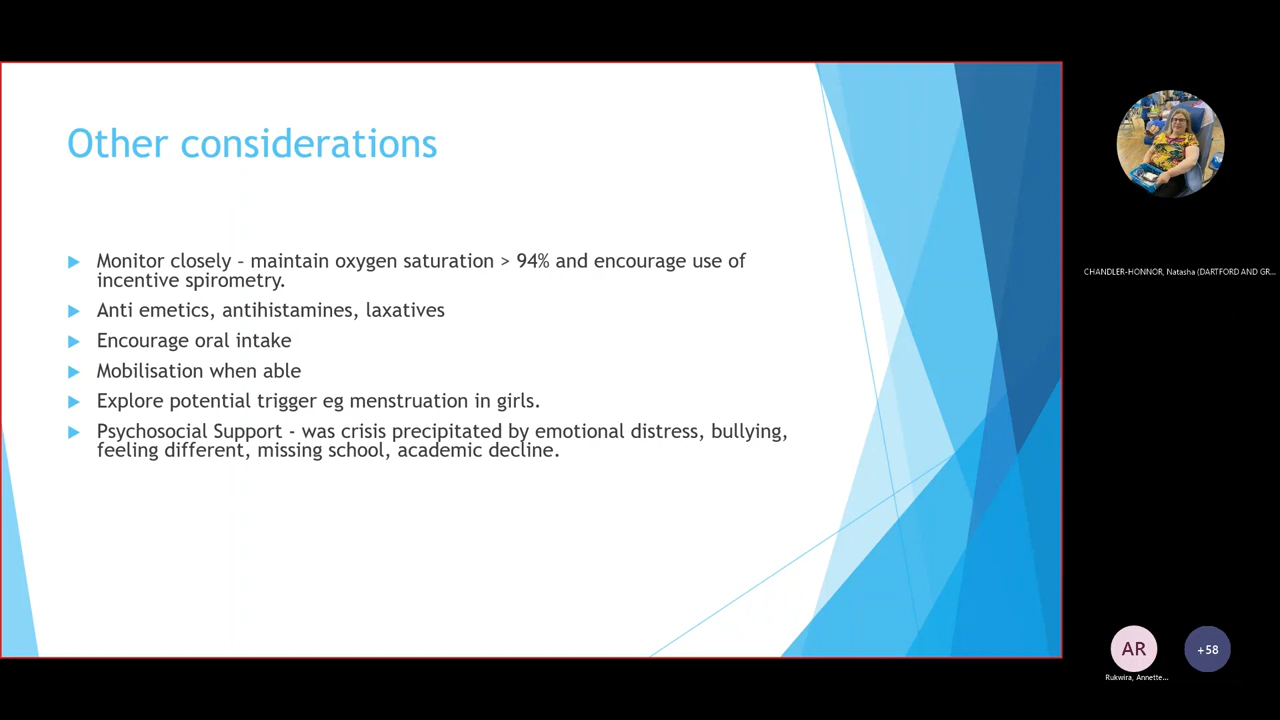 Other considerations
Monitor closely - maintain oxygen saturation > 94% and encourage use of
incentive spirometry.
Anti emetics, antihistamines, laxatives
Encourage oral intake
Mobilisation when able
Explore potential trigger eg menstruation in girls.
Psychosocial Support - was crisis precipitated by emotional distress, bullying,
feeling different, missing school, academic decline.
CHANDLER-HONNOR, Natasha (DARTFORD AND GR...
AR
+58
Rukwira, Annette...